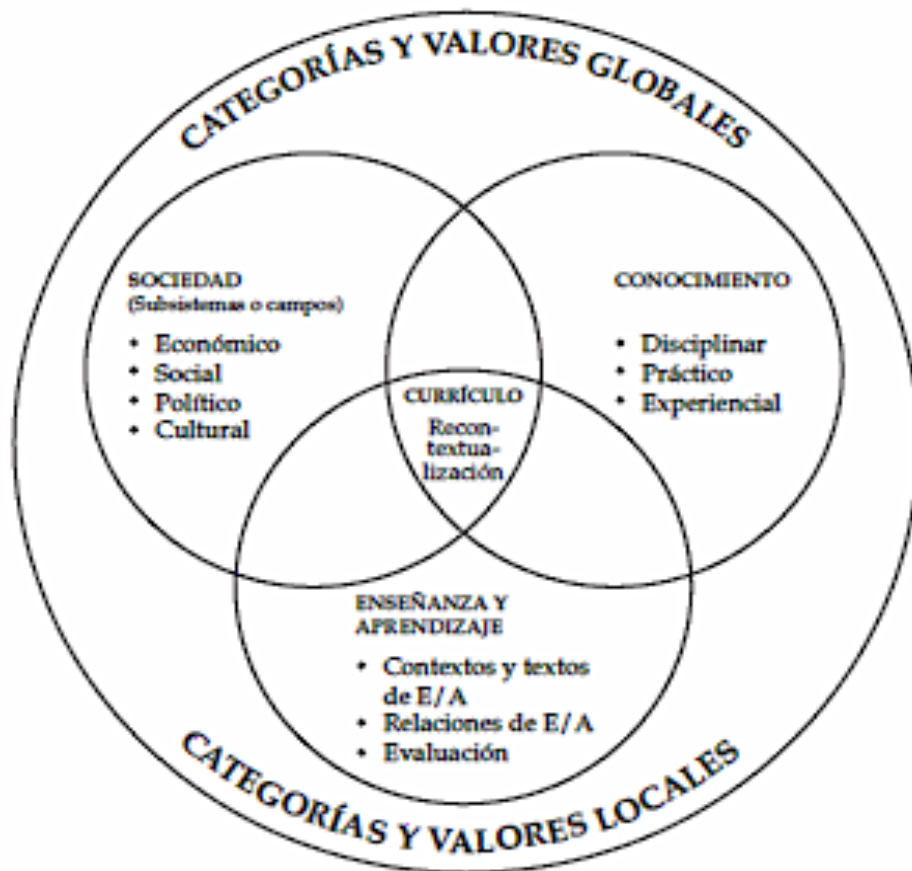 CATEGORÍAS Y VALORES GLOBALES
SOCIEDAD
(Subsistemas o campos)
• Económico
• Social
• Político
• Cultural
CONOCIMIENTO
• Disciplinar
• Práctico
• Experiencial
CURRÍCULO
Recon-
textua-
lización
ENSEÑANZA Y
APRENDIZAJE
• Contextos y textos
de E/A
• Relaciones de E/A
• Evaluación
CATEGORÍAS Y VALORES LOCALES